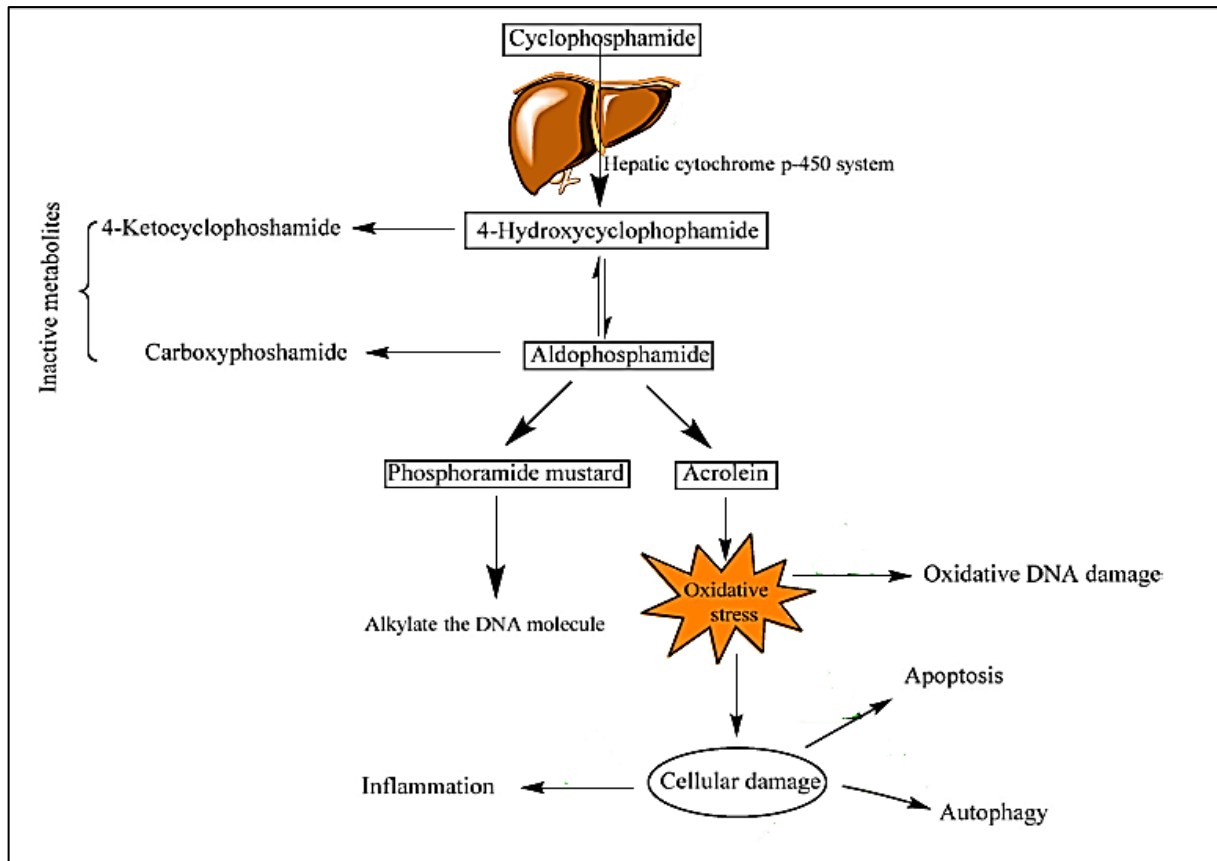 Cyclophosphamide
Hepatic cytochrome p-450 system
4-Ketocyclophoshamide
4-Hydroxycyclophophamide
Inactive metabolites
Carboxyphoshamide
Aldophosphamide
Phosphoramide mustard
Acrolein
Oxidative
stress
Oxidative DNA damage
Alkylate the DNA molecule
Apoptosis
Inflammation
Cellular damage
Autophagy